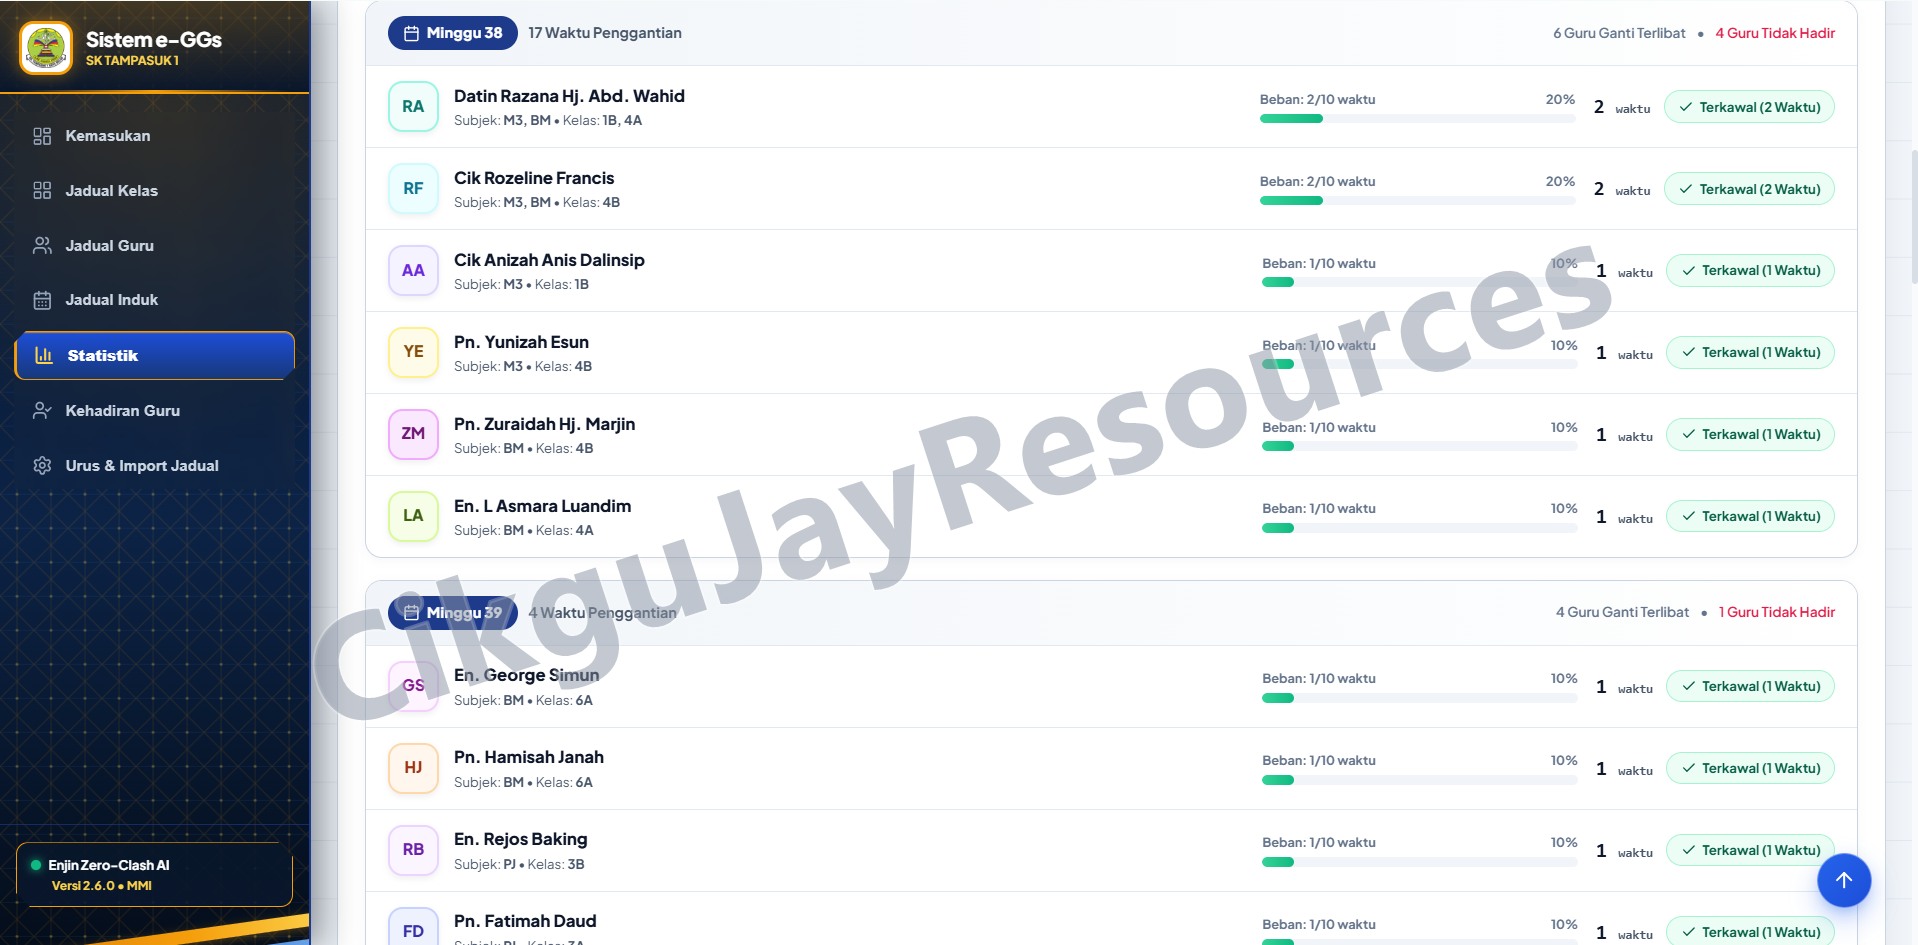 Sistem e-GGs
SK TAMPASUK 1
Kemasukan
Jadual Kelas
Jadual Guru
Jadual Induk
Statistik
Kehadiran Guru
Urus & Import Jadual
Enjin Zero-Clash AI
Versi 2.6.0 • MMI
Minggu 38 17 Waktu Penggantian 6 Guru Ganti Terlibat • 4 Guru Tidak Hadir
RA Datin Razana Hj. Abd. Wahid
Subjek: M3, BM • Kelas: 1B, 4A
Beban: 2/10 waktu 20% 2 waktu Terkawal (2 Waktu)
RF Cik Rozeline Francis
Subjek: M3, BM • Kelas: 4B
Beban: 2/10 waktu 20% 2 waktu Terkawal (2 Waktu)
AA Cik Anizah Anis Dalinsip
Subjek: M3 • Kelas: 1B
Beban: 1/10 waktu 10% 1 waktu Terkawal (1 Waktu)
YE Pn. Yunizah Esun
Subjek: M3 • Kelas: 4B
Beban: 1/10 waktu 10% 1 waktu Terkawal (1 Waktu)
ZM Pn. Zuraidah Hj. Marjin
Subjek: BM • Kelas: 4B
Beban: 1/10 waktu 10% 1 waktu Terkawal (1 Waktu)
LA En. L Asmara Luandim
Subjek: BM • Kelas: 4A
Beban: 1/10 waktu 10% 1 waktu Terkawal (1 Waktu)
Minggu 39 4 Waktu Penggantian 4 Guru Ganti Terlibat • 1 Guru Tidak Hadir
GS En. George Simun
Subjek: BM • Kelas: 6A
Beban: 1/10 waktu 10% 1 waktu Terkawal (1 Waktu)
HJ Pn. Hamisah Janah
Subjek: BM • Kelas: 6A
Beban: 1/10 waktu 10% 1 waktu Terkawal (1 Waktu)
RB En. Rejos Baking
Subjek: PJ • Kelas: 3B
Beban: 1/10 waktu 10% 1 waktu Terkawal (1 Waktu)
FD Pn. Fatimah Daud
Beban: 1/10 waktu 10% 1 waktu Terkawal (1 Waktu)
CikguJayResources